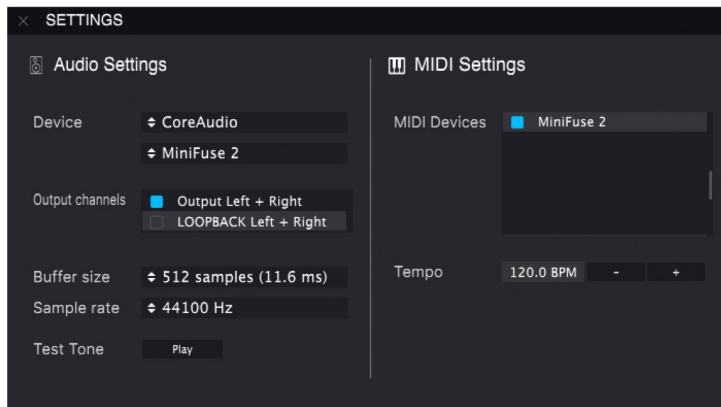 SETTINGS
Audio Settings
Device
CoreAudio
MiniFuse 2
Output channels
Output Left + Right
LOOPBACK Left + Right
Buffer size
512 samples (11.6 ms)
Sample rate
44100 Hz
Test Tone
Play
MIDI Settings
MIDI Devices
MiniFuse 2
Tempo
120.0 BPM
-
+